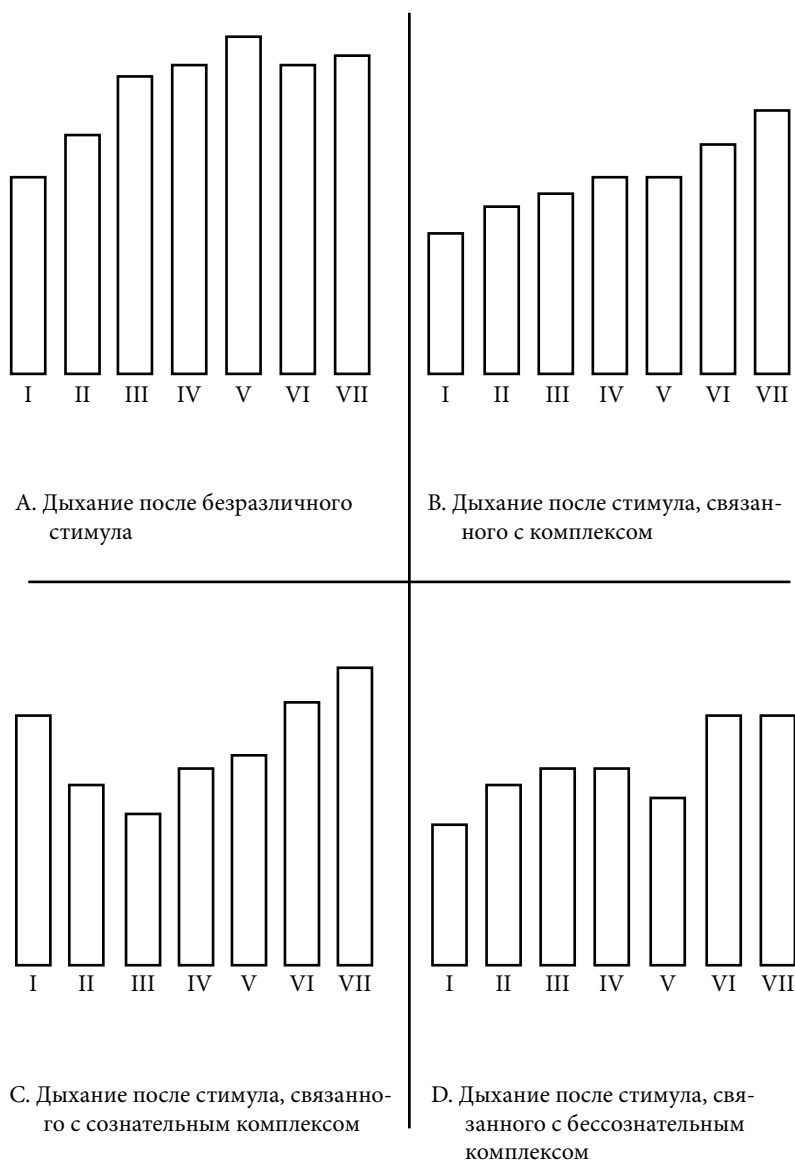 I II III IV V VI VII
A. Дыхание после безразличного
стимула
I II III IV V VI VII
B. Дыхание после стимула, связан-
ного с комплексом
I II III IV V VI VII
C. Дыхание после стимула, связанно-
го с сознательным комплексом
I II III IV V VI VII
D. Дыхание после стимула, свя-
занного с бессознательным
комплексом